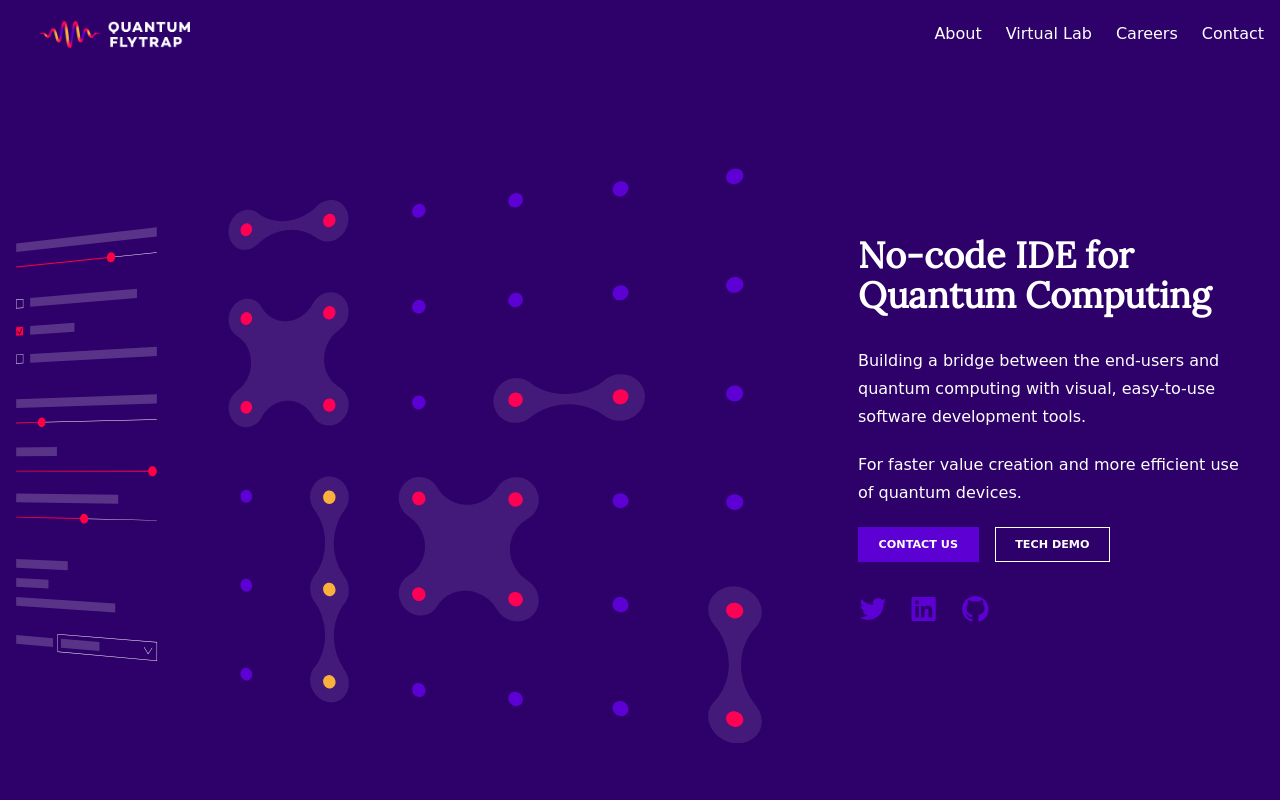 QUANTUM
FLYTRAP
About
Virtual Lab
Careers
Contact
No-code IDE for
Quantum Computing
Building a bridge between the end-users and
quantum computing with visual, easy-to-use
software development tools.
For faster value creation and more efficient use
of quantum devices.
CONTACT US
TECH DEMO